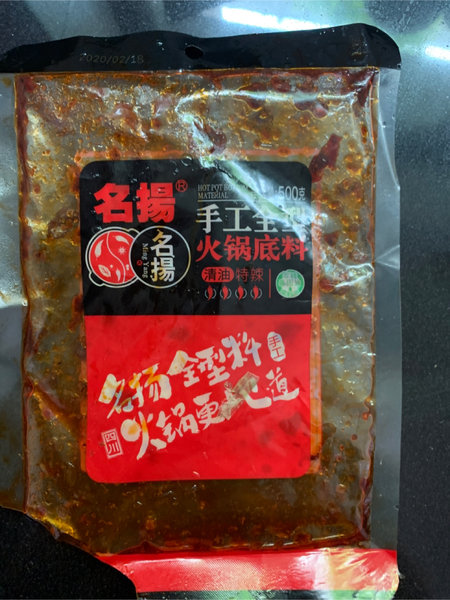 2020/02/18
名揚®
HOT POT
MATERIAL
500克
手工全型
火锅底料
名揚
Ming Yang
清油 特辣
名扬全型料
手工
火锅更 道
四川